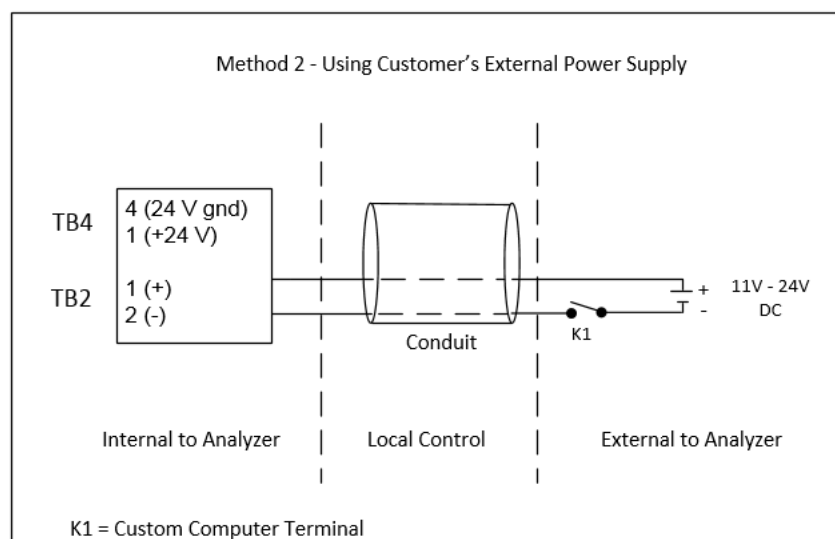 Method 2 - Using Customer's External Power Supply
TB4
4 (24 V gnd)
1 (+24 V)
TB2
1 (+)
2 (-)
+
-
11V - 24V
DC
K1
Conduit
Internal to Analyzer
Local Control
External to Analyzer
K1 = Custom Computer Terminal